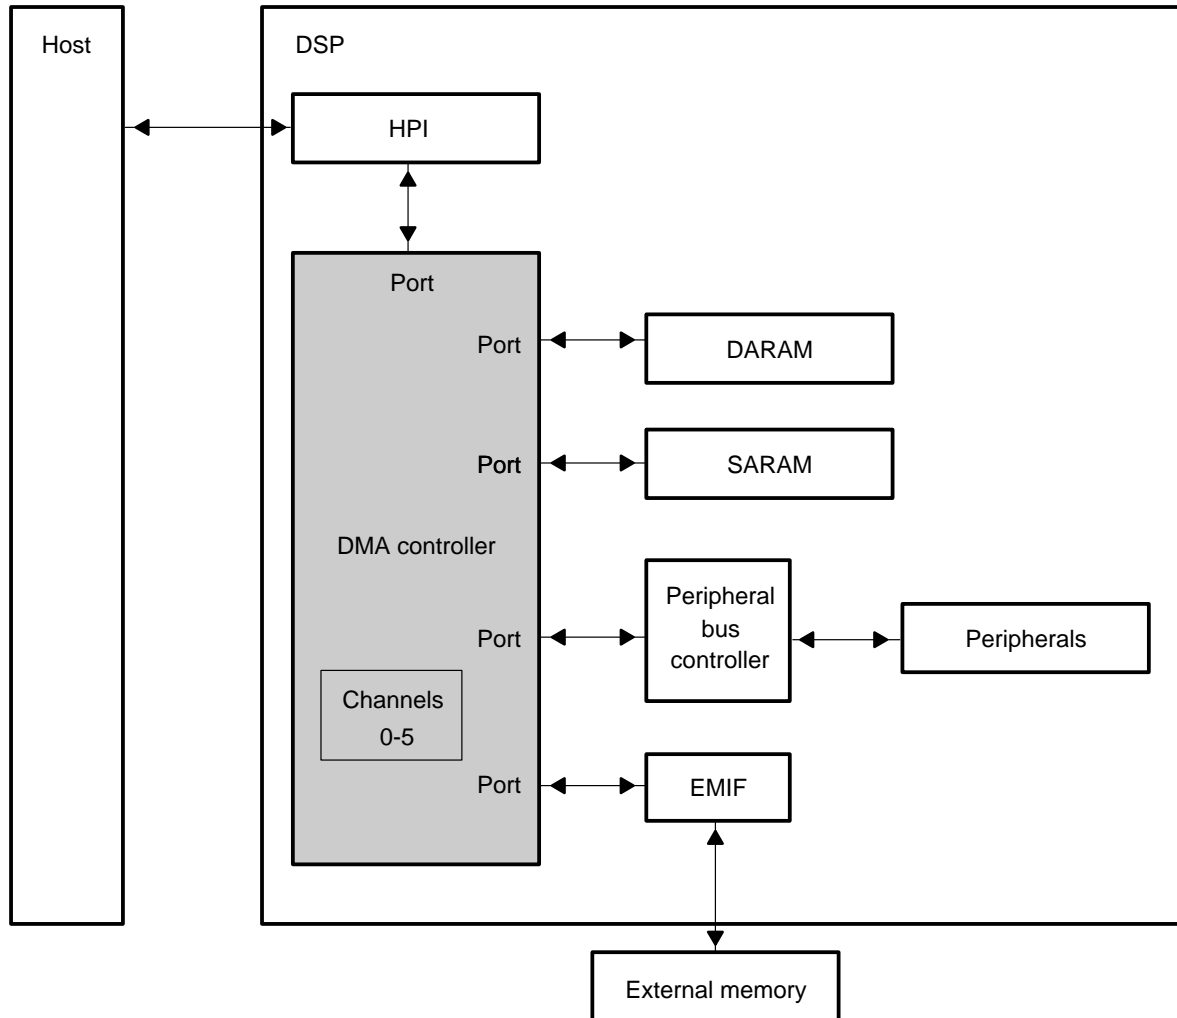 Host
DSP
HPI
Port
Port
DARAM
Port
SARAM
DMA controller
Peripheral
bus
controller
Port
Peripherals
Channels
0-5
Port
EMIF
External memory